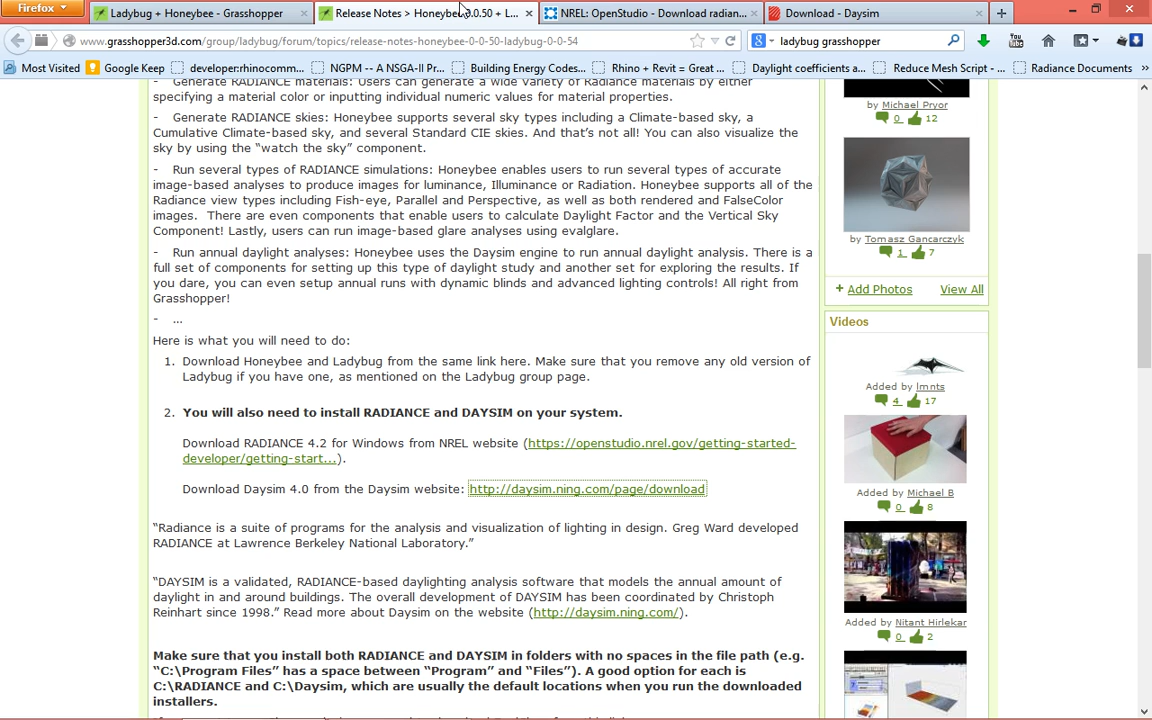 Firefox
Ladybug + Honeybee - Grasshopper
Release Notes > Honeybee 0.0.50 + L...
NREL: OpenStudio - Download radian...
Download - Daysim
www.grasshopper3d.com/group/ladybug/forum/topics/release-notes-honeybee-0-0-50-ladybug-0-0-54
ladybug grasshopper
Most Visited
Google Keep
developer:rhinocomm...
NGPM -- A NSGA-II Pr...
Building Energy Codes...
Rhino + Revit = Great ...
Daylight coefficients a...
Reduce Mesh Script - ...
Radiance Documents
»
- Generate RADIANCE materials: Users can generate a wide variety of Radiance materials by either
specifying a material color or inputting individual numeric values for material properties.
- Generate RADIANCE skies: Honeybee supports several sky types including a Climate-based sky, a
Cumulative Climate-based sky, and several Standard CIE skies. And that's not all! You can also visualize the
sky by using the “watch the sky” component.
- Run several types of RADIANCE simulations: Honeybee enables users to run several types of accurate
image-based analyses to produce images for luminance, Illuminance or Radiation. Honeybee supports all of the
Radiance view types including Fish-eye, Parallel and Perspective, as well as both rendered and FalseColor
images. There are even components that enable users to calculate Daylight Factor and the Vertical Sky
Component! Lastly, users can run image-based glare analyses using evalglare.
- Run annual daylight analyses: Honeybee uses the Daysim engine to run annual daylight analysis. There is a
full set of components for setting up this type of daylight study and another set for exploring the results. If
you dare, you can even setup annual runs with dynamic blinds and advanced lighting controls! All right from
Grasshopper!
- ...
Here is what you will need to do:
1. Download Honeybee and Ladybug from the same link here. Make sure that you remove any old version of
Ladybug if you have one, as mentioned on the Ladybug group page.
2. You will also need to install RADIANCE and DAYSIM on your system.
Download RADIANCE 4.2 for Windows from NREL website (https://openstudio.nrel.gov/getting-started-
developer/getting-start...).
Download Daysim 4.0 from the Daysim website: http://daysim.ning.com/page/download
“Radiance is a suite of programs for the analysis and visualization of lighting in design. Greg Ward developed
RADIANCE at Lawrence Berkeley National Laboratory.”
“DAYSIM is a validated, RADIANCE-based daylighting analysis software that models the annual amount of
daylight in and around buildings. The overall development of DAYSIM has been coordinated by Christoph
Reinhart since 1998.” Read more about Daysim on the website (http://daysim.ning.com/).
Make sure that you install both RADIANCE and DAYSIM in folders with no spaces in the file path (e.g.
“C:\Program Files” has a space between “Program” and “Files”). A good option for each is
C:\RADIANCE and C:\Daysim, which are usually the default locations when you run the downloaded
installers.
by Michael Pryor
0 12
by Tomasz Gancarczyk
1 7
+ Add Photos View All
Videos
Added by lmnts
4 17
Added by Michael B
0 8
Added by Nitant Hirlekar
0 2